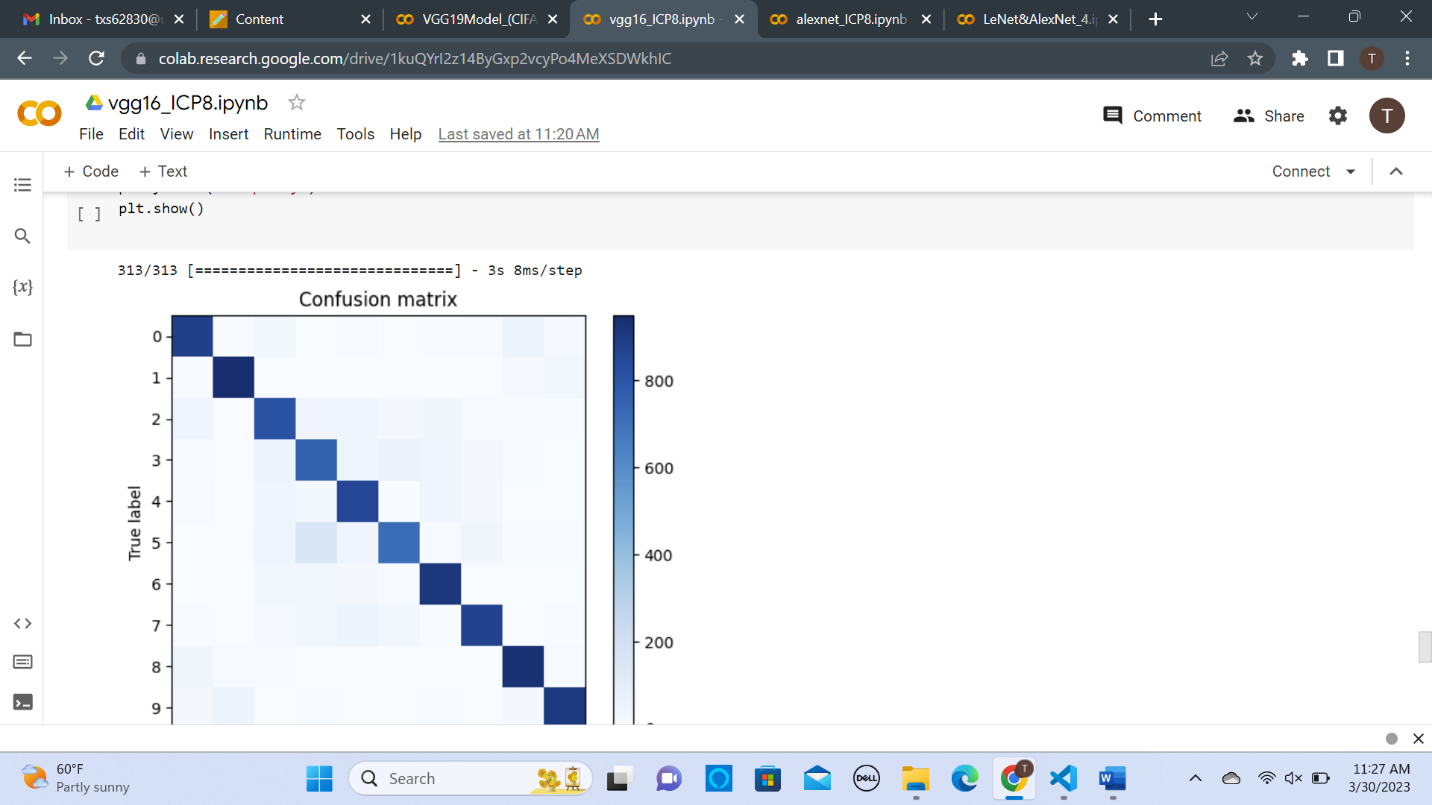 Inbox - txs62830@
Content
VGG19Model_(CIFA
vgg16_ICP8.ipynb -
alexnet_ICP8.ipynb
LeNet&AlexNet_4.i
colab.research.google.com/drive/1kuQYrI2z14ByGxp2vcyPo4MeXSDWkhIC
T
vgg16_ICP8.ipynb
File Edit View Insert Runtime Tools Help Last saved at 11:20 AM
Comment Share T
+ Code + Text Connect
{x}
[ ] plt.show()
313/313 [==============================] - 3s 8ms/step
Confusion matrix
True label
0
1
2
3
4
5
6
7
8
9
800
600
400
200
60°F
Partly sunny
Search
DELL
T
W
11:27 AM
3/30/2023